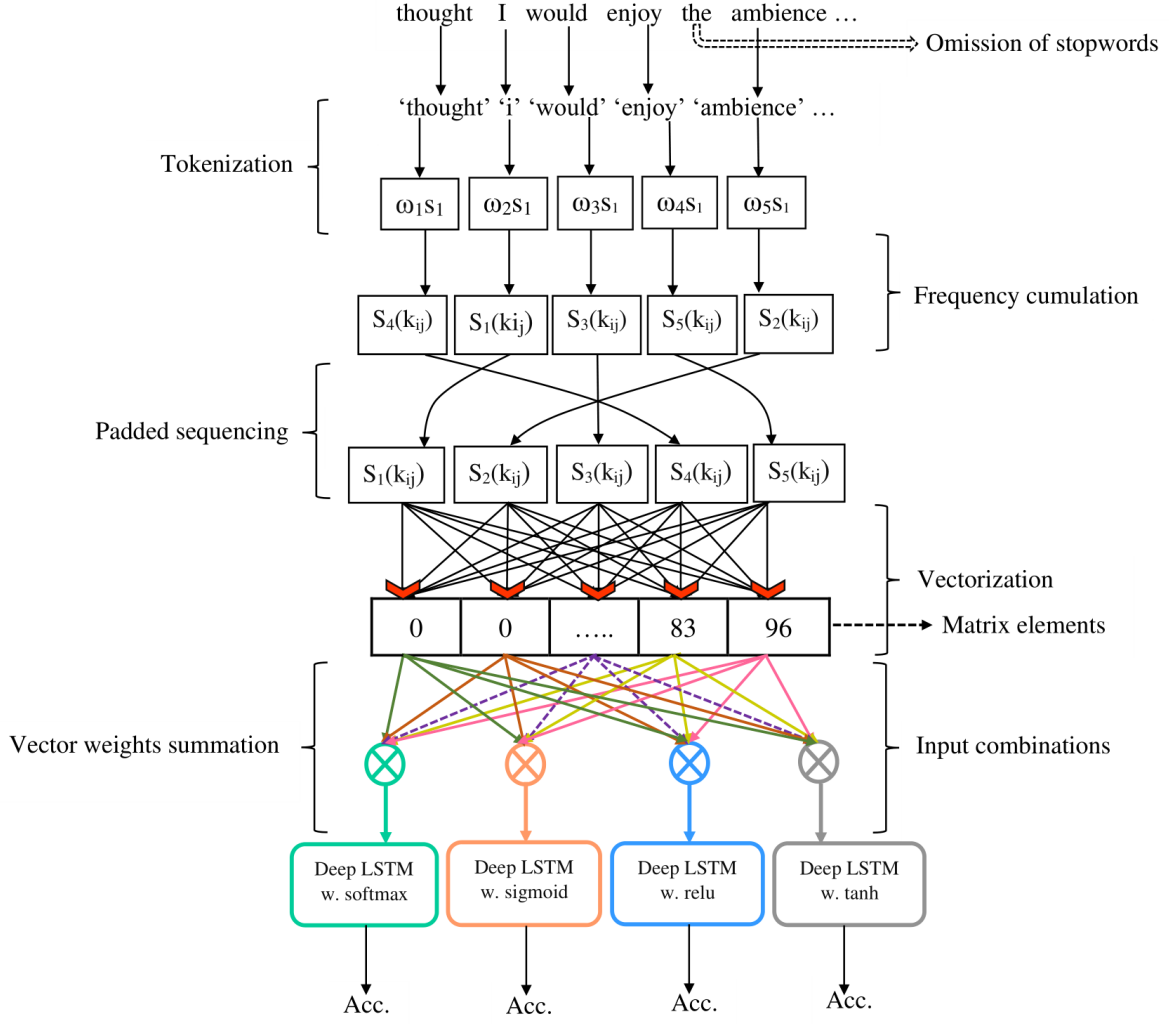 thought I would enjoy the ambience …
Omission of stopwords
‘thought’ ‘i’ ‘would’ ‘enjoy’ ‘ambience’ …
Tokenization
ω₁s₁ ω₂s₁ ω₃s₁ ω₄s₁ ω₅s₁
Frequency cumulation
S₄(kᵢⱼ) S₁(kiⱼ) S₃(kᵢⱼ) S₅(kᵢⱼ) S₂(kᵢⱼ)
Padded sequencing
S₁(kᵢⱼ) S₂(kᵢⱼ) S₃(kᵢⱼ) S₄(kᵢⱼ) S₅(kᵢⱼ)
Vectorization
0 0 ….. 83 96
Matrix elements
Vector weights summation
Input combinations
Deep LSTM
w. softmax
Deep LSTM
w. sigmoid
Deep LSTM
w. relu
Deep LSTM
w. tanh
Acc. Acc. Acc. Acc.